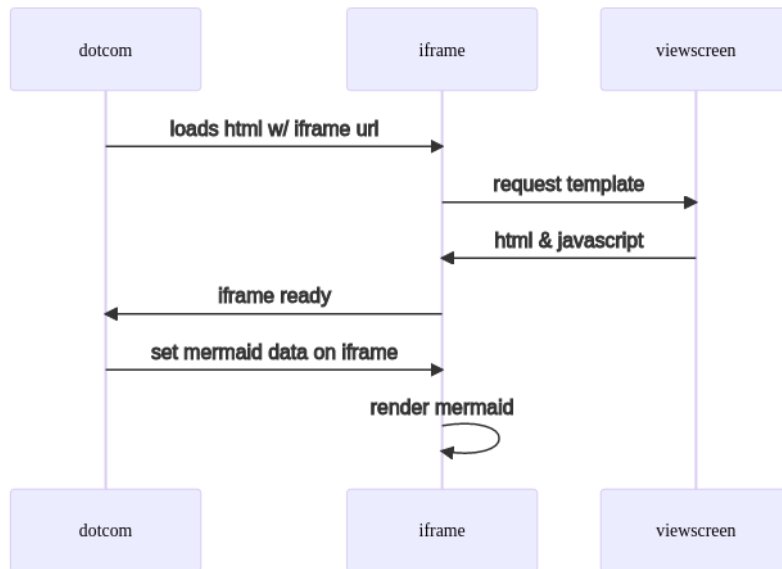 dotcom
iframe
viewscreen
loads html w/ iframe url
request template
html & javascript
iframe ready
set mermaid data on iframe
render mermaid
dotcom
iframe
viewscreen